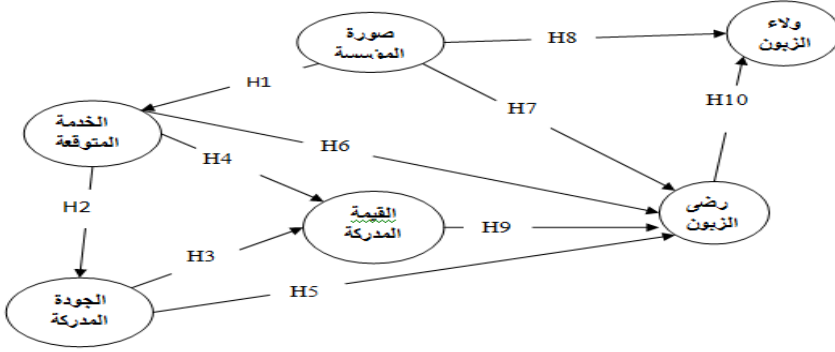 صورة
المؤسسة
H8
ولاء
الزبون
H1
H7
H10
الخدمة
المتوقعة
H6
H4
H2
القيمة
المدركة
H9
رضى
الزبون
H3
H5
الجودة
المدركة